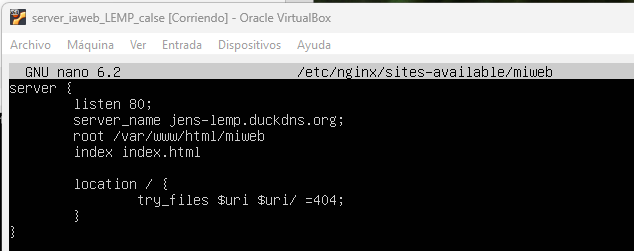 server_iaweb_LEMP_calse [Corriendo] - Oracle VirtualBox
Archivo Máquina Ver Entrada Dispositivos Ayuda
GNU nano 6.2 /etc/nginx/sites-available/miweb
server {
listen 80;
server_name jens-lemp.duckdns.org;
root /var/www/html/miweb
index index.html
location / {
try_files $uri $uri/ =404;
}
}